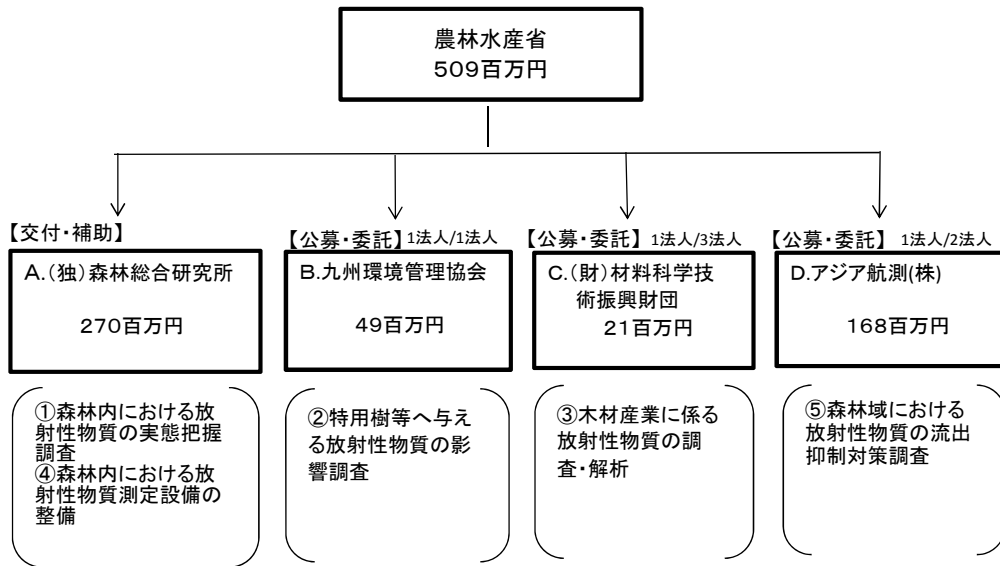 農林水産省
509百万円
【交付・補助】
A.(独)森林総合研究所
270百万円
①森林内における放
射性物質の実態把握
調査
④森林内における放
射性物質測定設備の
整備
【公募・委託】 1法人/1法人
B.九州環境管理協会
49百万円
②特用樹等へ与え
る放射性物質の影
響調査
【公募・委託】 1法人/3法人
C.(財)材料科学技
術振興財団
21百万円
③木材産業に係る
放射性物質の調
査・解析
【公募・委託】 1法人/2法人
D.アジア航測(株)
168百万円
⑤森林域における
放射性物質の流出
抑制対策調査